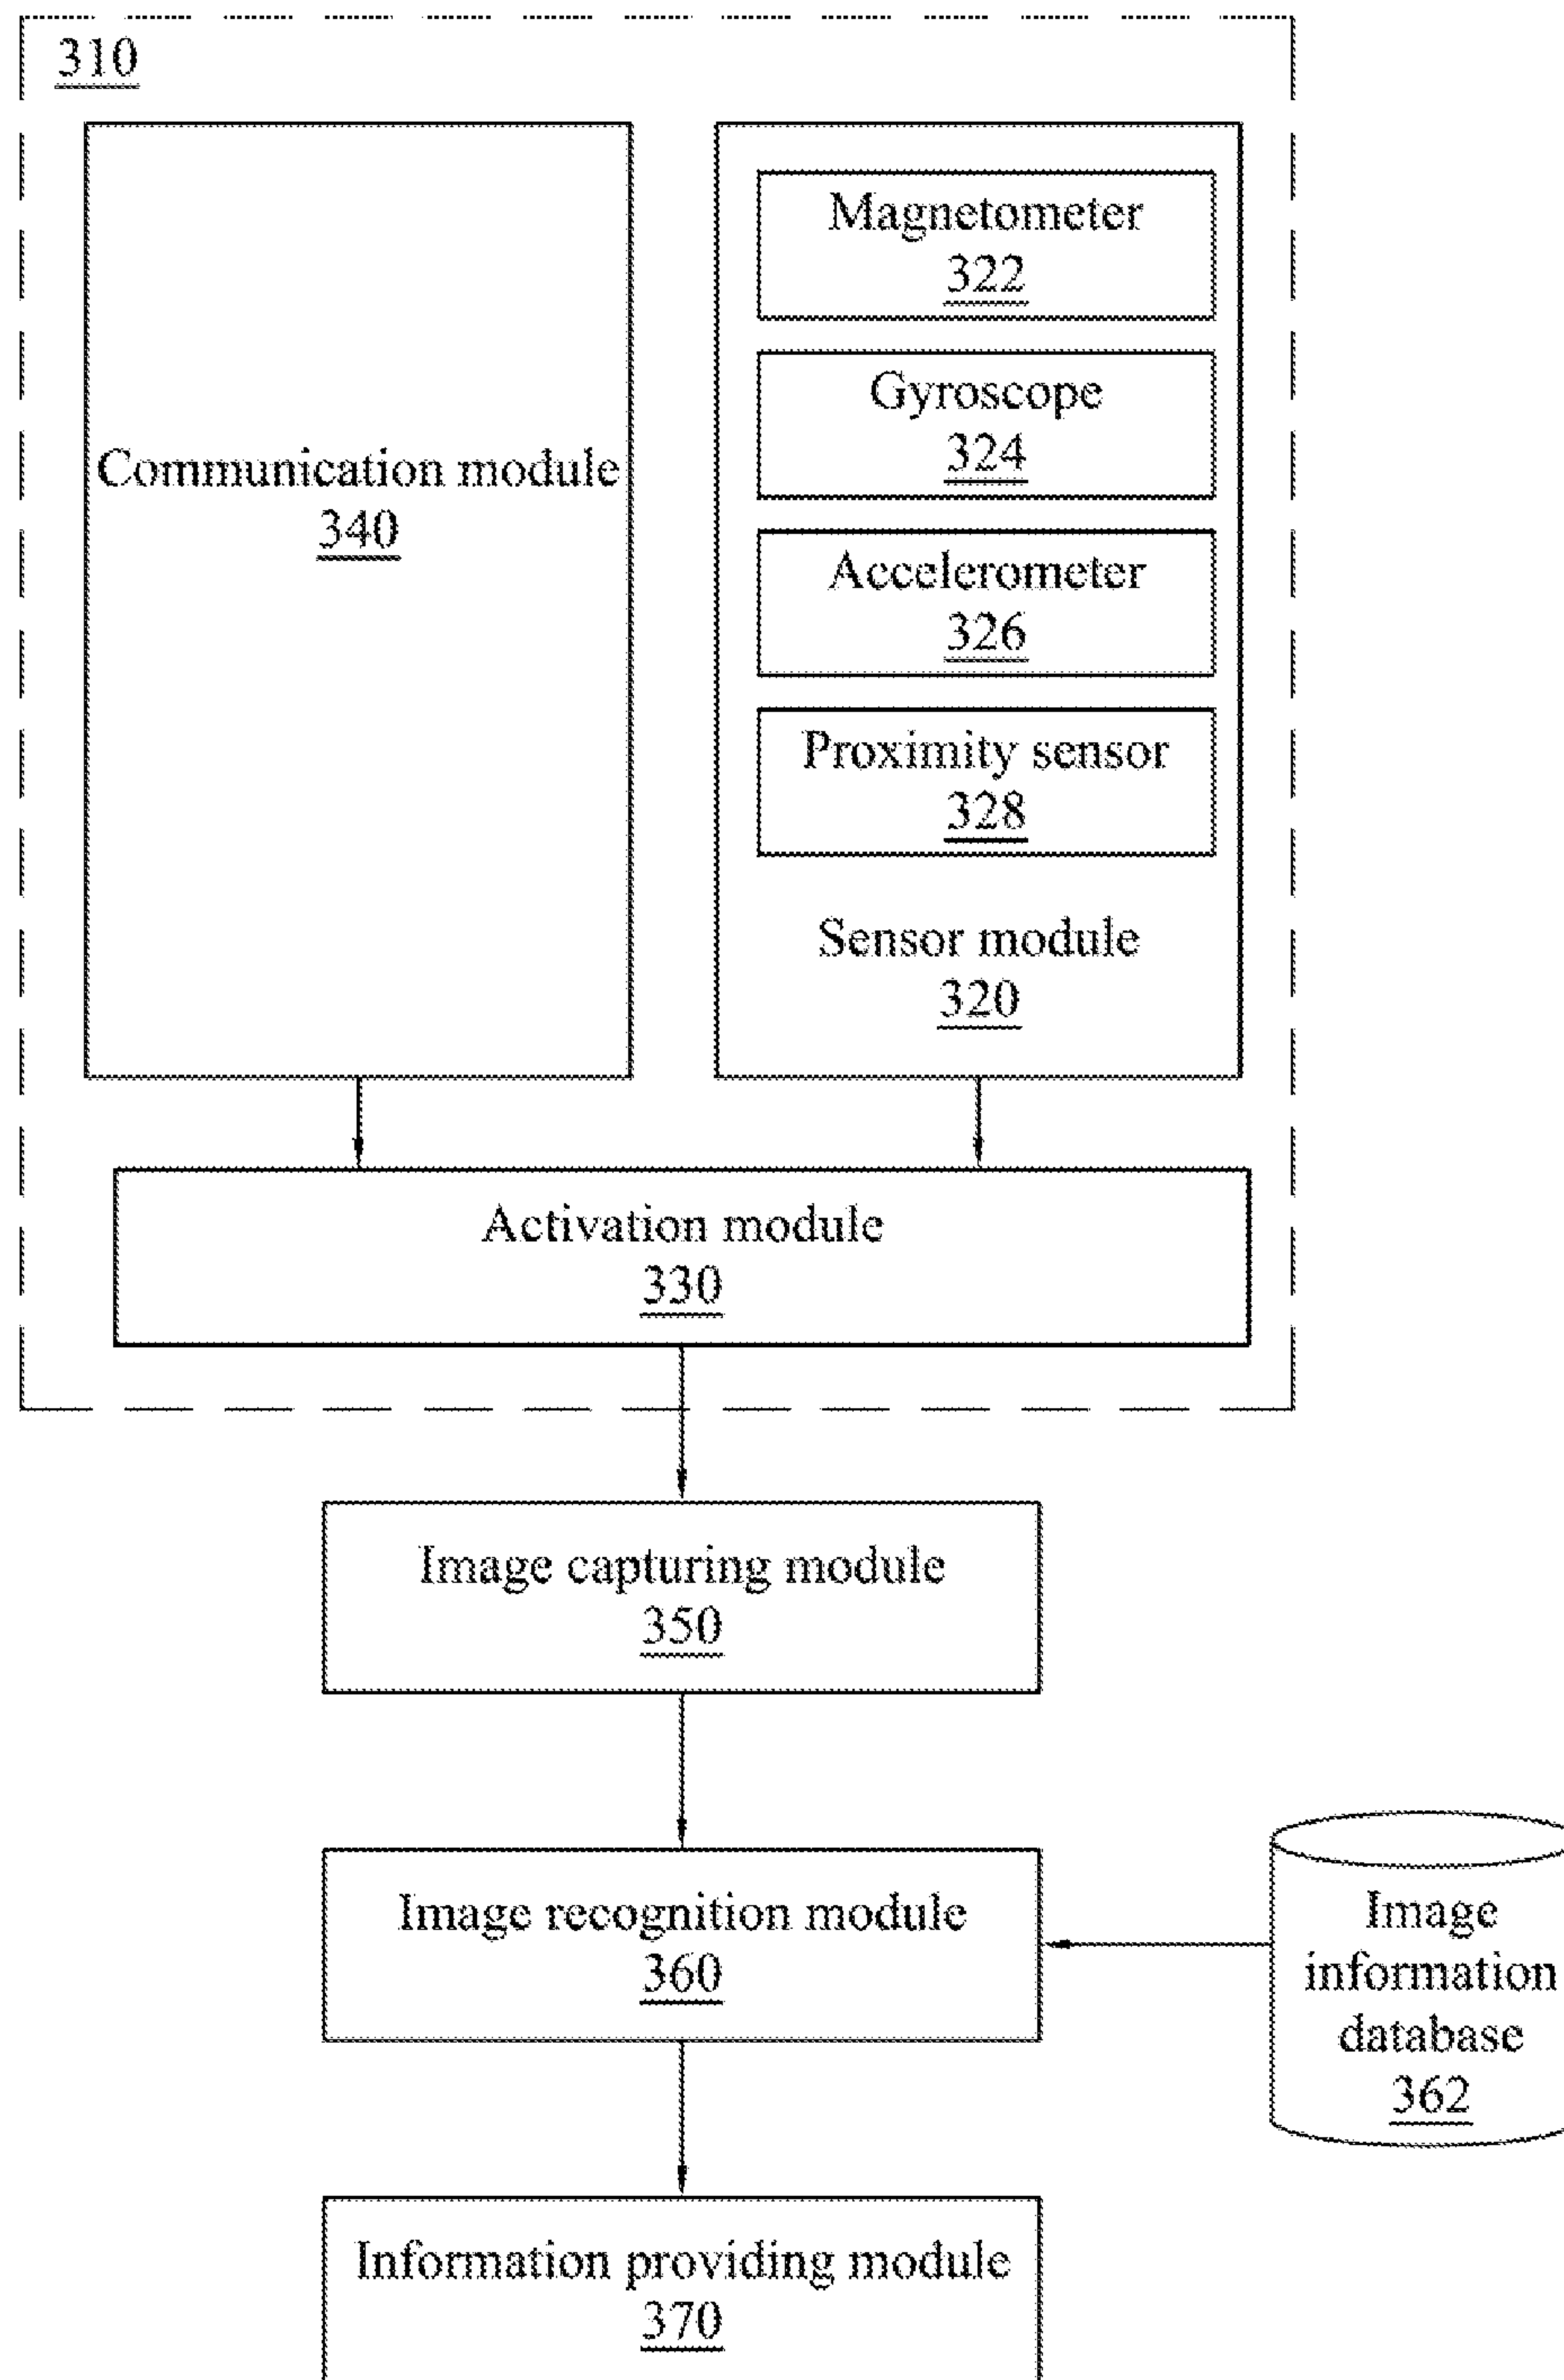 310
Communication module
340
Magnetometer
322
Gyroscope
324
Accelerometer
326
Proximity sensor
328
Sensor module
320
Activation module
330
Image capturing module
350
Image recognition module
360
Image
information
database
362
Information providing module
370